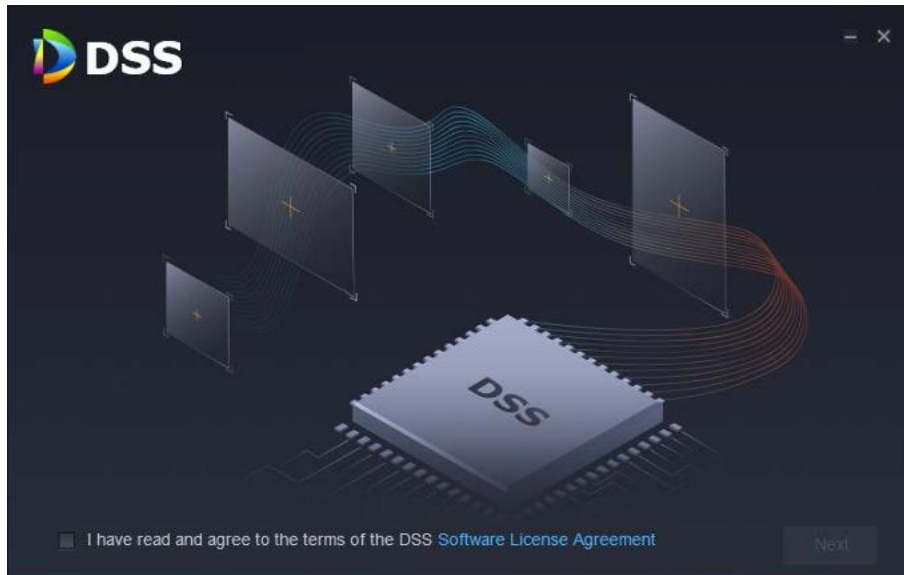 DSS
DSS
I have read and agree to the terms of the DSS Software License Agreement
Next